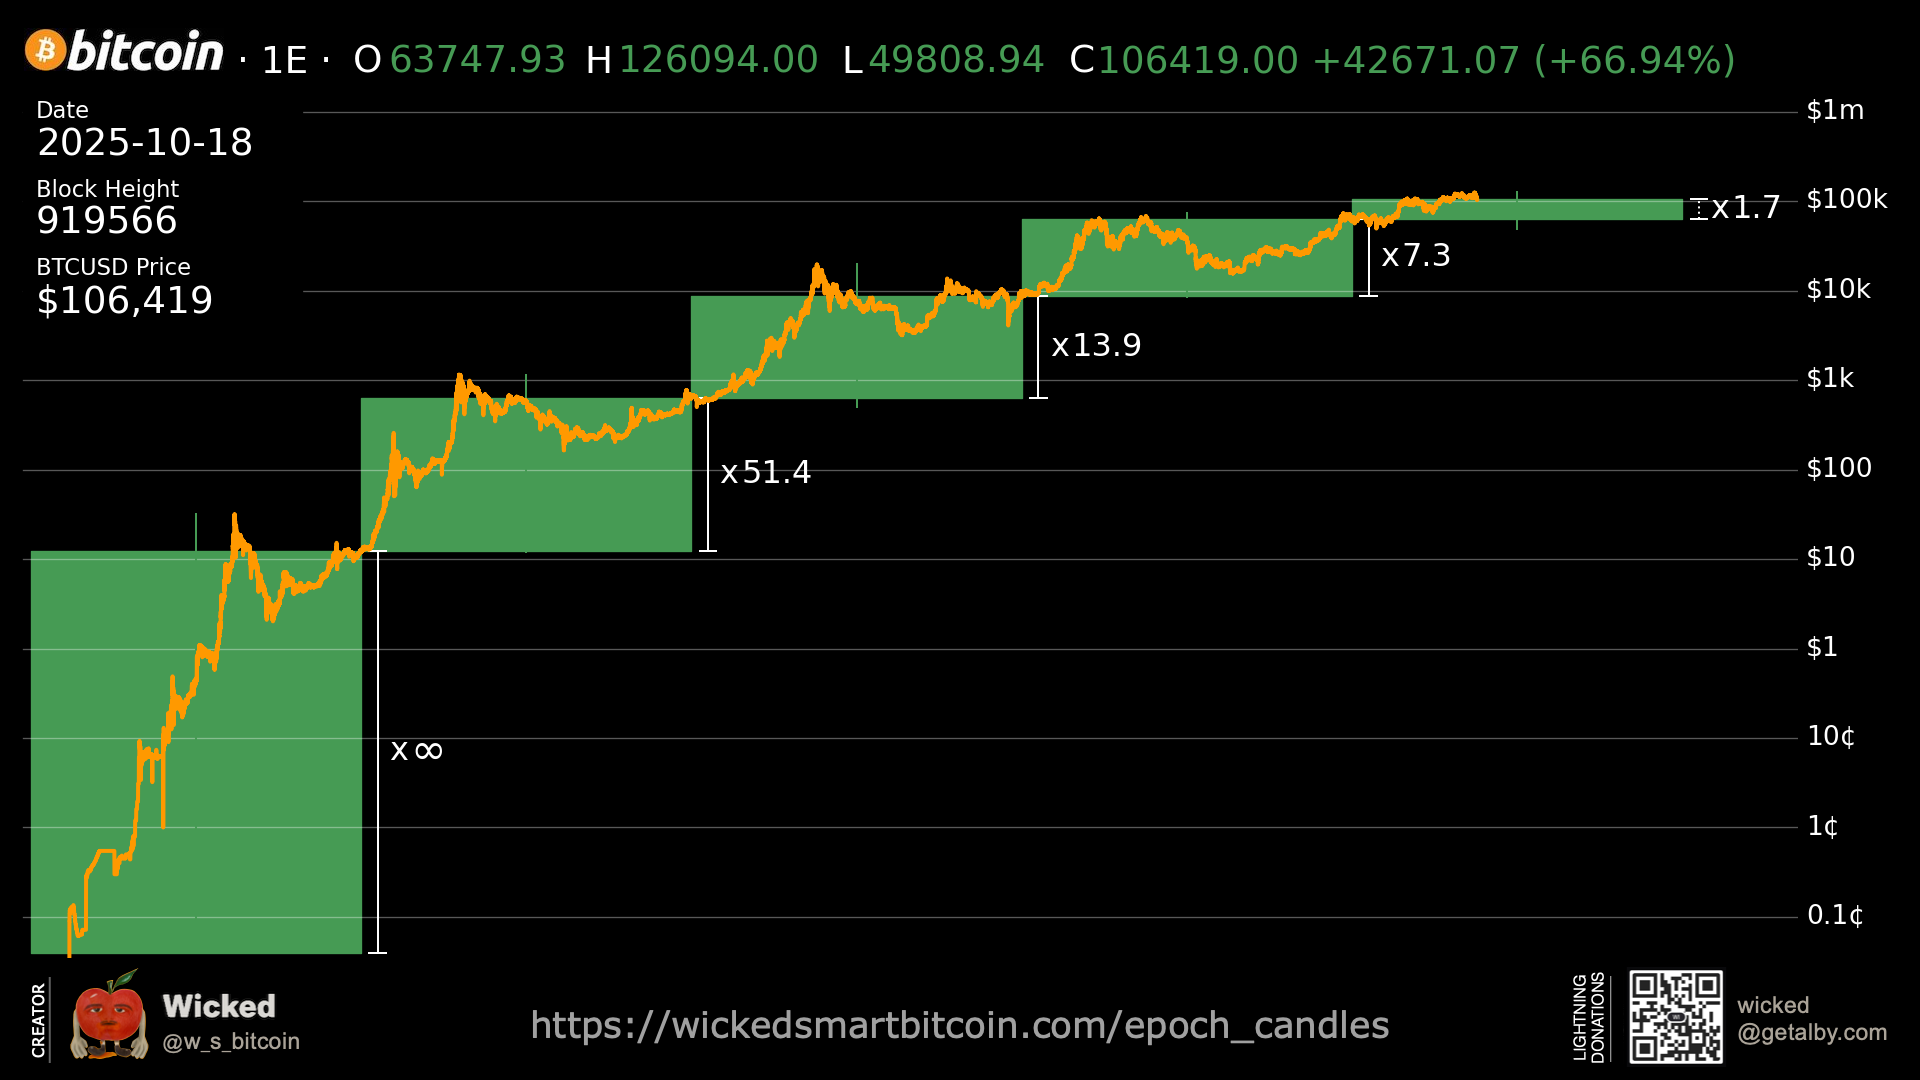 bitcoin · 1E · O 63747.93 H 126094.00 L 49808.94 C 106419.00 +42671.07 (+66.94%)
Date
2025-10-18
Block Height
919566
BTCUSD Price
$106,419
$1m
$100k
$10k
$1k
$100
$10
$1
10¢
1¢
0.1¢
x∞
x51.4
x13.9
x7.3
x1.7
CREATOR
Wicked
@w_s_bitcoin
https://wickedsmartbitcoin.com/epoch_candles
LIGHTNING
DONATIONS
wicked
@getalby.com